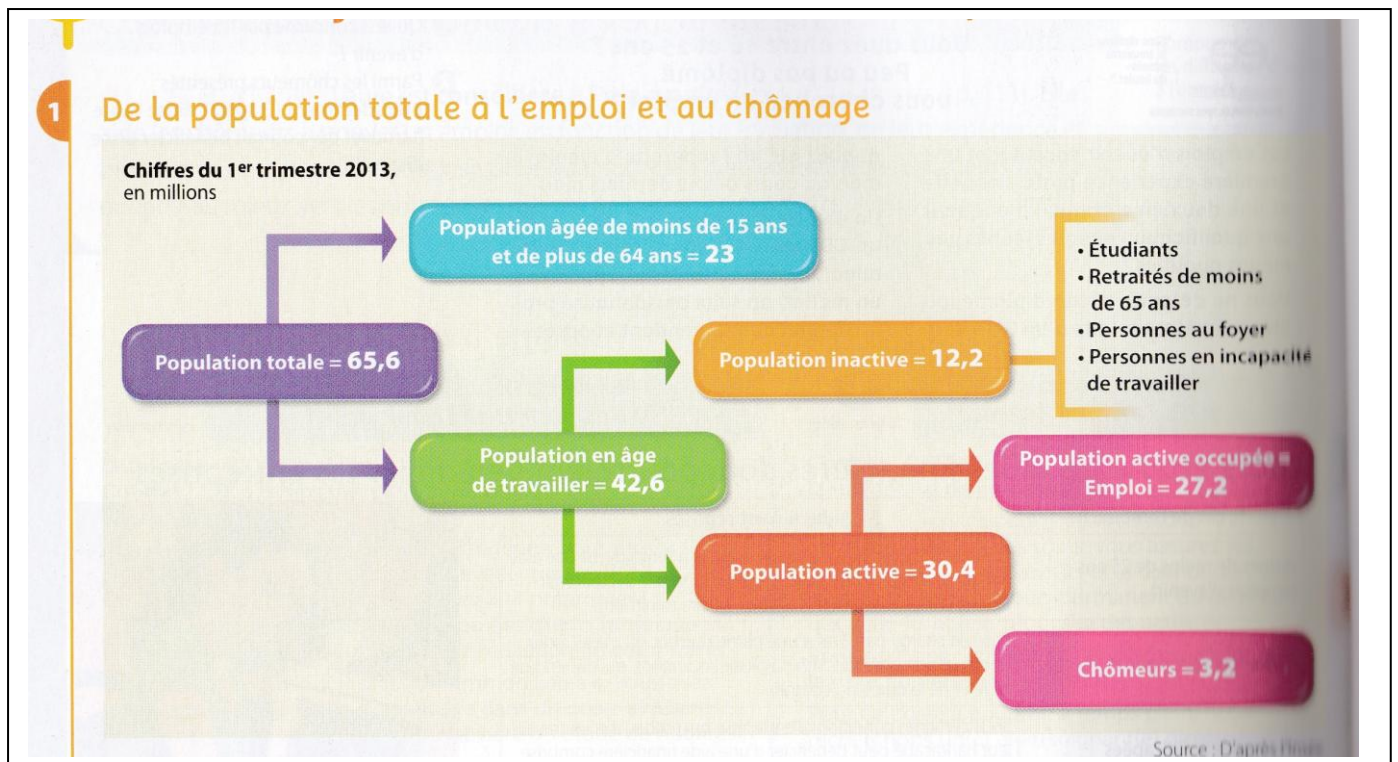 1
De la population totale à l'emploi et au chômage
Chiffres du 1er trimestre 2013,
en millions
Population âgée de moins de 15 ans
et de plus de 64 ans = 23
Population totale = 65,6
Population en âge
de travailler = 42,6
Population inactive = 12,2
• Étudiants
• Retraités de moins
de 65 ans
• Personnes au foyer
• Personnes en incapacité
de travailler
Population active = 30,4
Population active occupée =
Emploi = 27,2
Chômeurs = 3,2
Source : D'après l'Insee